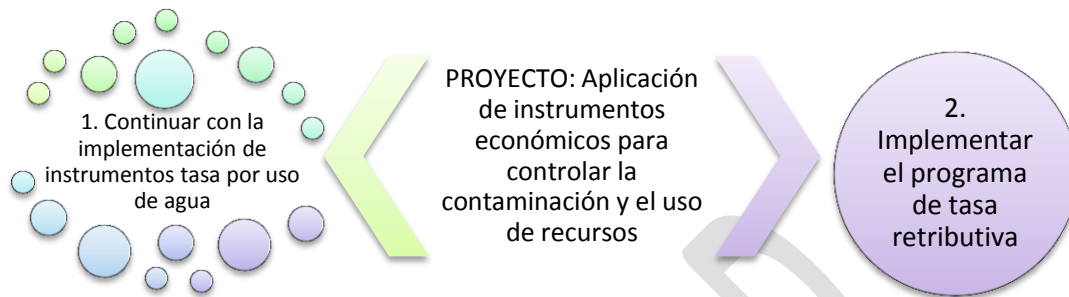 1. Continuar con la
implementación de
instrumentos tasa por uso
de agua
PROYECTO: Aplicación
de instrumentos
económicos para
controlar la
contaminación y el uso
de recursos
2.
Implementar
el programa
de tasa
retributiva